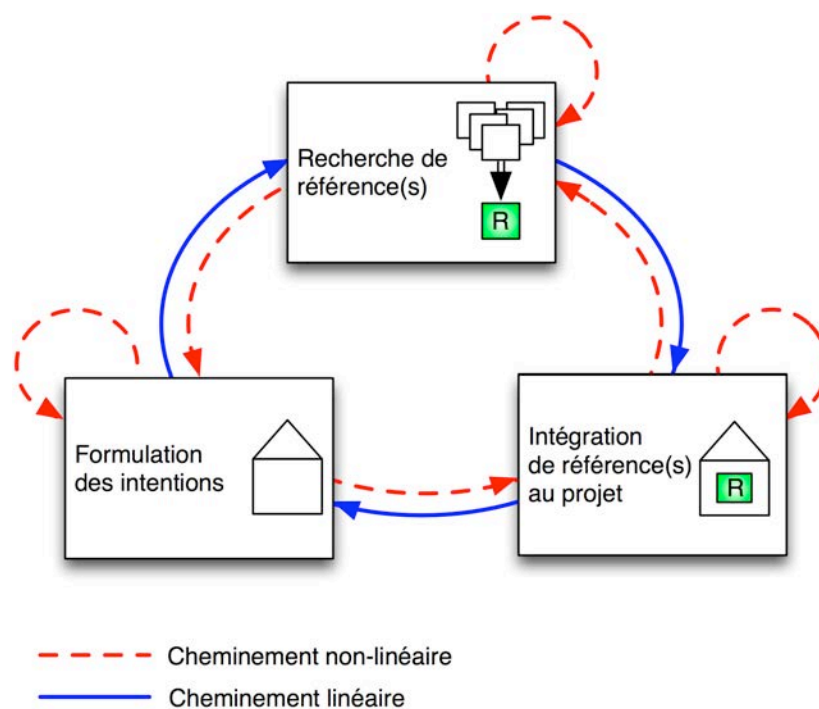 Recherche de
référence(s)
R
Formulation
des intentions
Intégration
de référence(s)
au projet
R
Cheminement non-linéaire
Cheminement linéaire